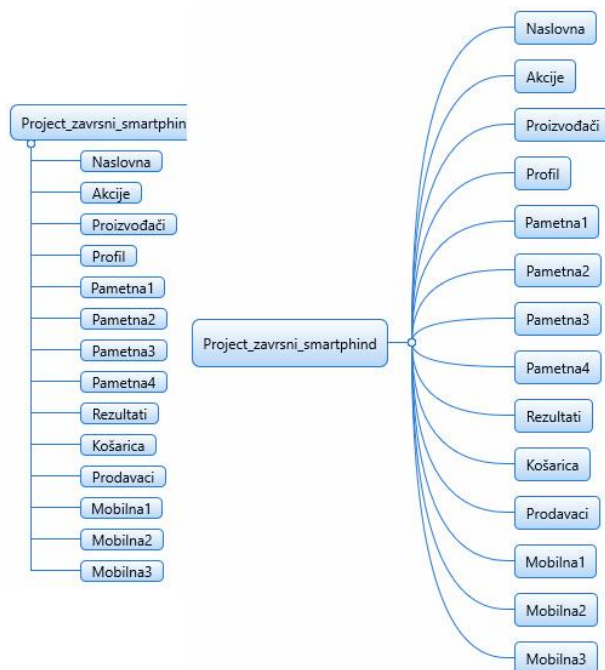 Project_zavrsni_smartphin
Naslovna
Akcije
Proizvođači
Profil
Pametna1
Pametna2
Pametna3
Pametna4
Rezultati
Košarica
Prodavaci
Mobilna1
Mobilna2
Mobilna3
Project_zavrsni_smartphind
Naslovna
Akcije
Proizvođači
Profil
Pametna1
Pametna2
Pametna3
Pametna4
Rezultati
Košarica
Prodavaci
Mobilna1
Mobilna2
Mobilna3